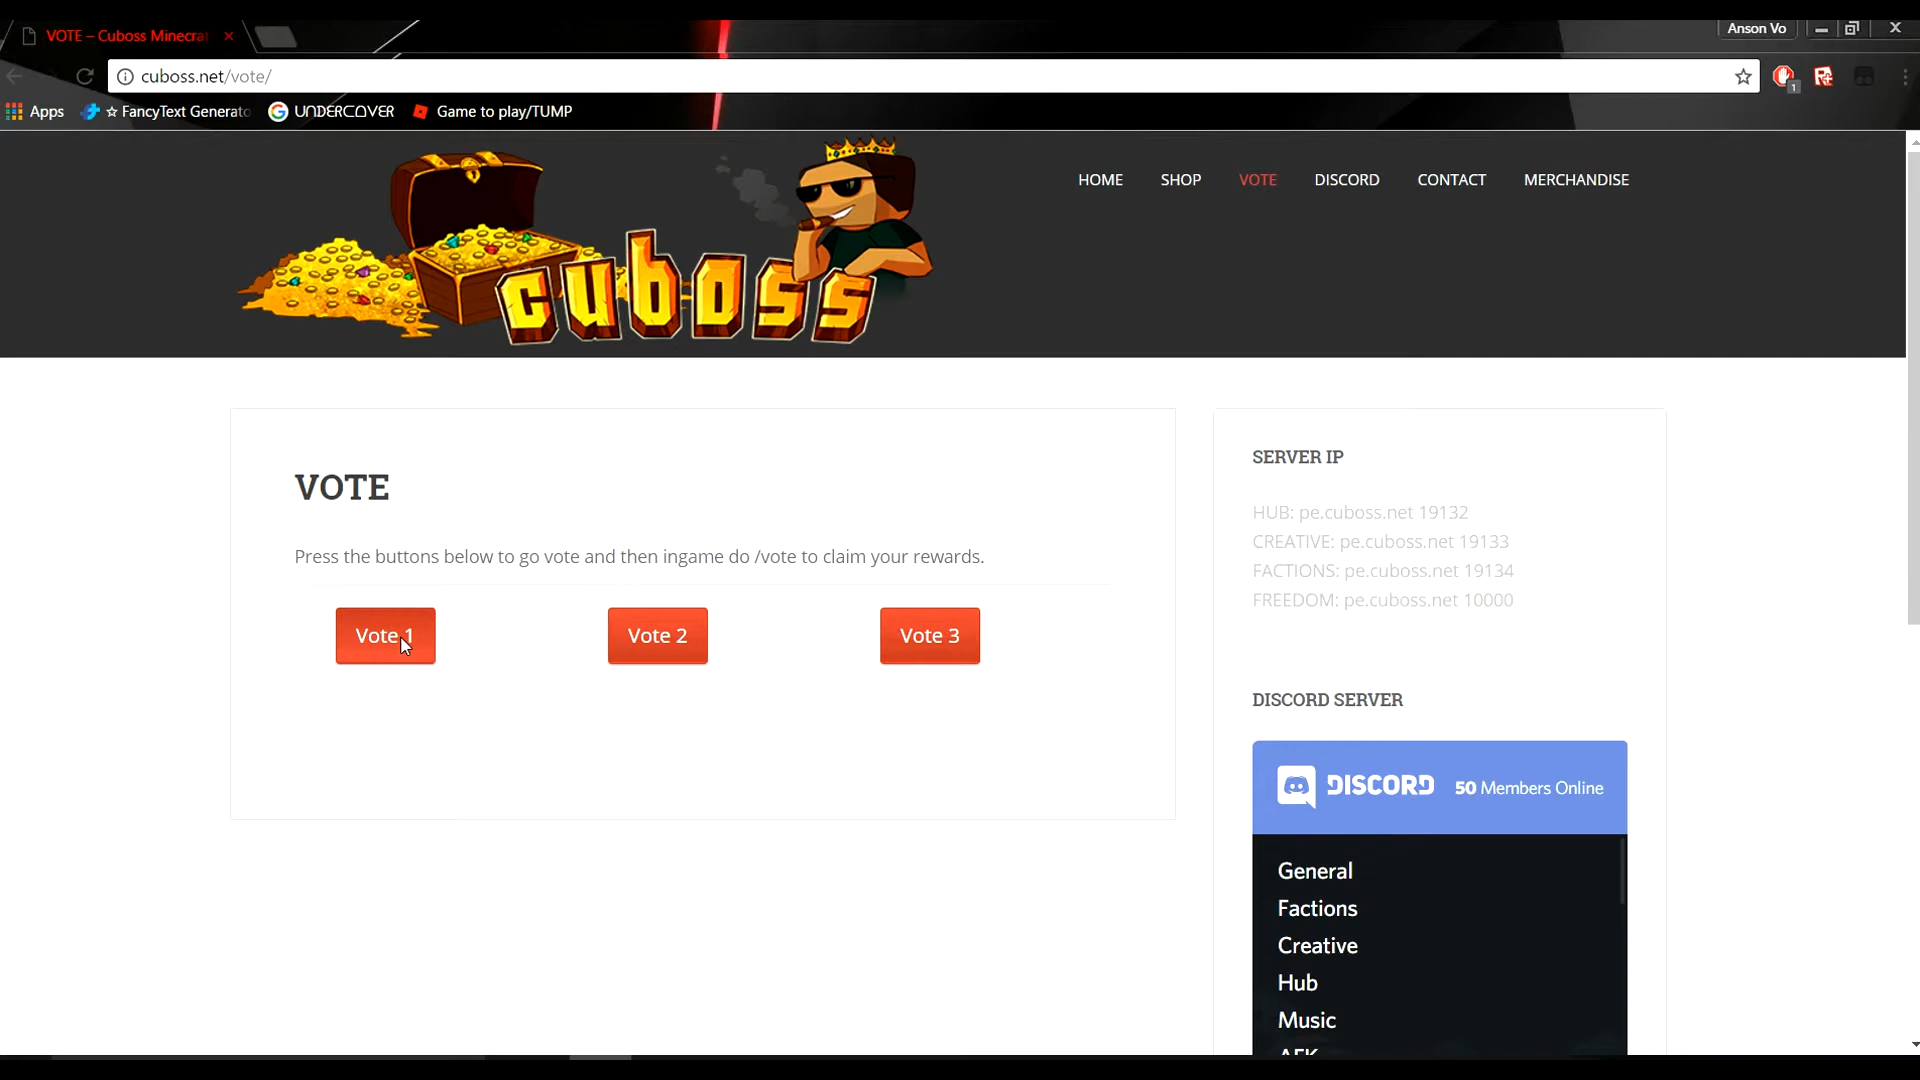 VOTE – Cuboss Minecra
Anson Vo
cuboss.net/vote/
1
Apps
☆ FancyText Generato
UNDERCOVER
Game to play/TUMP
cuboss
HOME
SHOP
VOTE
DISCORD
CONTACT
MERCHANDISE
VOTE
Press the buttons below to go vote and then ingame do /vote to claim your rewards.
Vote 1
Vote 2
Vote 3
SERVER IP
HUB: pe.cuboss.net 19132
CREATIVE: pe.cuboss.net 19133
FACTIONS: pe.cuboss.net 19134
FREEDOM: pe.cuboss.net 10000
DISCORD SERVER
DISCORD
50 Members Online
General
Factions
Creative
Hub
Music
AFK